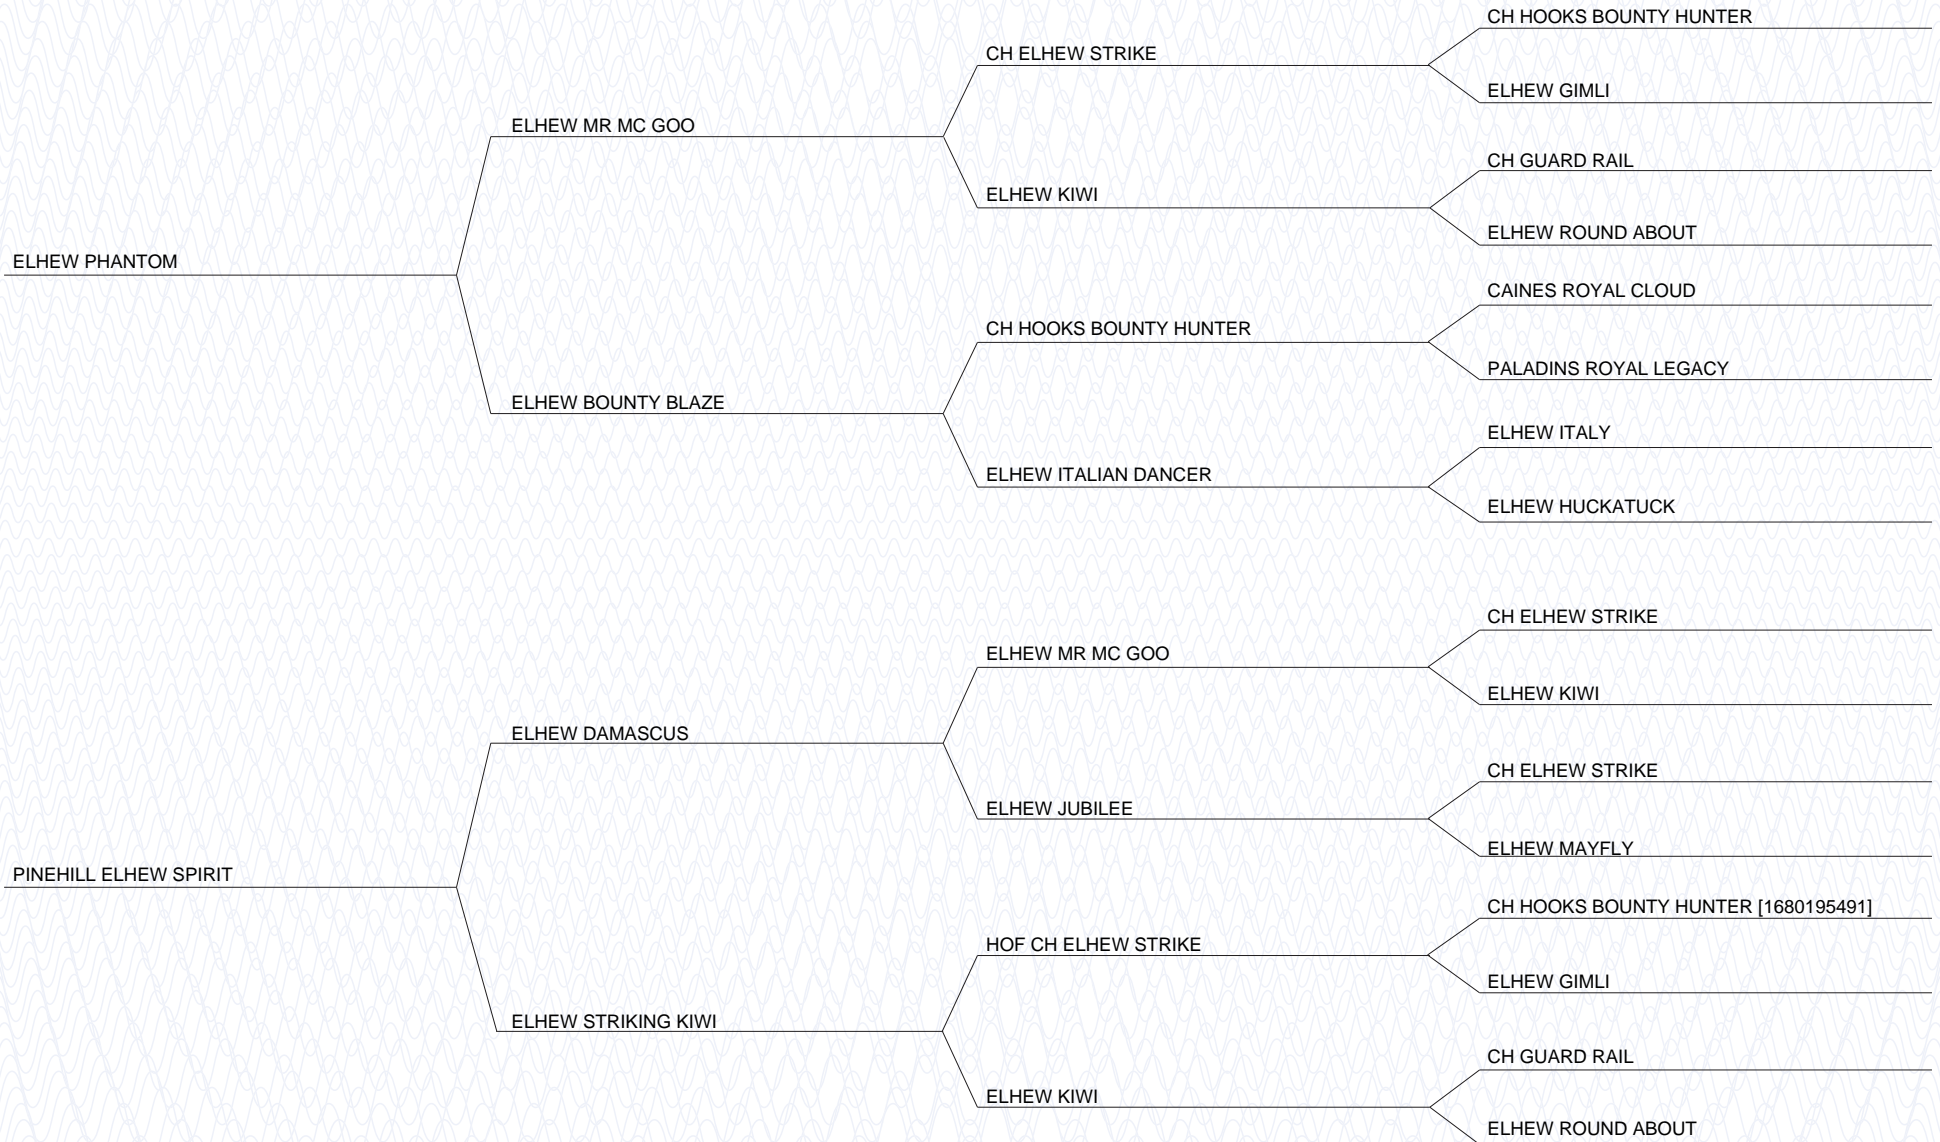 CH HOOKS BOUNTY HUNTER
CH ELHEW STRIKE
ELHEW GIMLI
ELHEW MR MC GOO
CH GUARD RAIL
ELHEW KIWI
ELHEW ROUND ABOUT
ELHEW PHANTOM
CAINES ROYAL CLOUD
CH HOOKS BOUNTY HUNTER
PALADINS ROYAL LEGACY
ELHEW BOUNTY BLAZE
ELHEW ITALY
ELHEW ITALIAN DANCER
ELHEW HUCKATUCK
CH ELHEW STRIKE
ELHEW MR MC GOO
ELHEW KIWI
ELHEW DAMASCUS
CH ELHEW STRIKE
ELHEW JUBILEE
ELHEW MAYFLY
PINEHILL ELHEW SPIRIT
CH HOOKS BOUNTY HUNTER [1680195491]
HOF CH ELHEW STRIKE
ELHEW GIMLI
ELHEW STRIKING KIWI
CH GUARD RAIL
ELHEW KIWI
ELHEW ROUND ABOUT